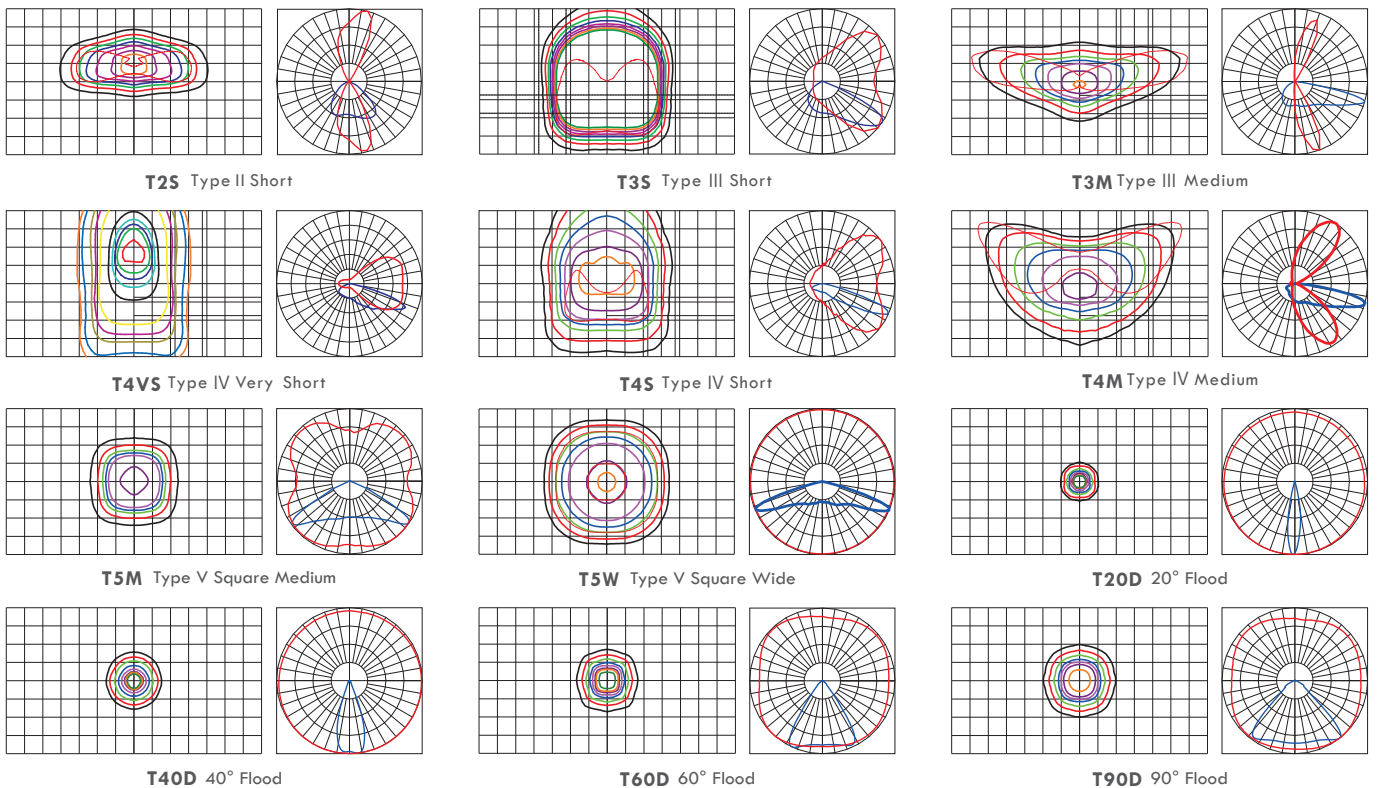 T2S Type II Short
T3S Type III Short
T3M Type III Medium
T4VS Type IV Very Short
T4S Type IV Short
T4M Type IV Medium
T5M Type V Square Medium
T5W Type V Square Wide
T20D 20° Flood
T40D 40° Flood
T60D 60° Flood
T90D 90° Flood